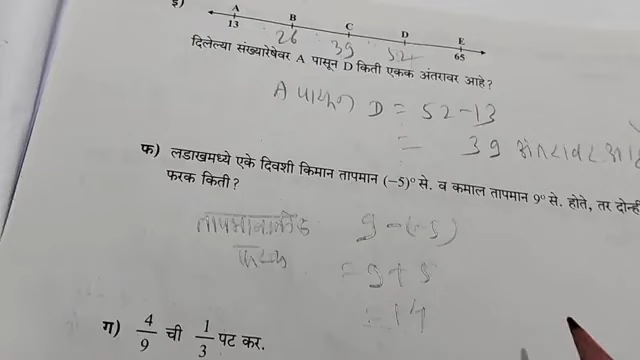 इ)
A B C D E
13 26 39 52 65
दिलेल्या संख्यारेषेवर A पासून D किती एकक अंतरावर आहे?
A पासून D = 52 - 13
= 39 अंतरावर
फ) लडाखमध्ये एके दिवशी किमान तापमान (−5)° से. व कमाल तापमान 9° से. होते, तर
फरक किती?
9 - (-5)
फरक
= 9 + 5
= 14
ग) 4/9 ची 1/3 पट कर.